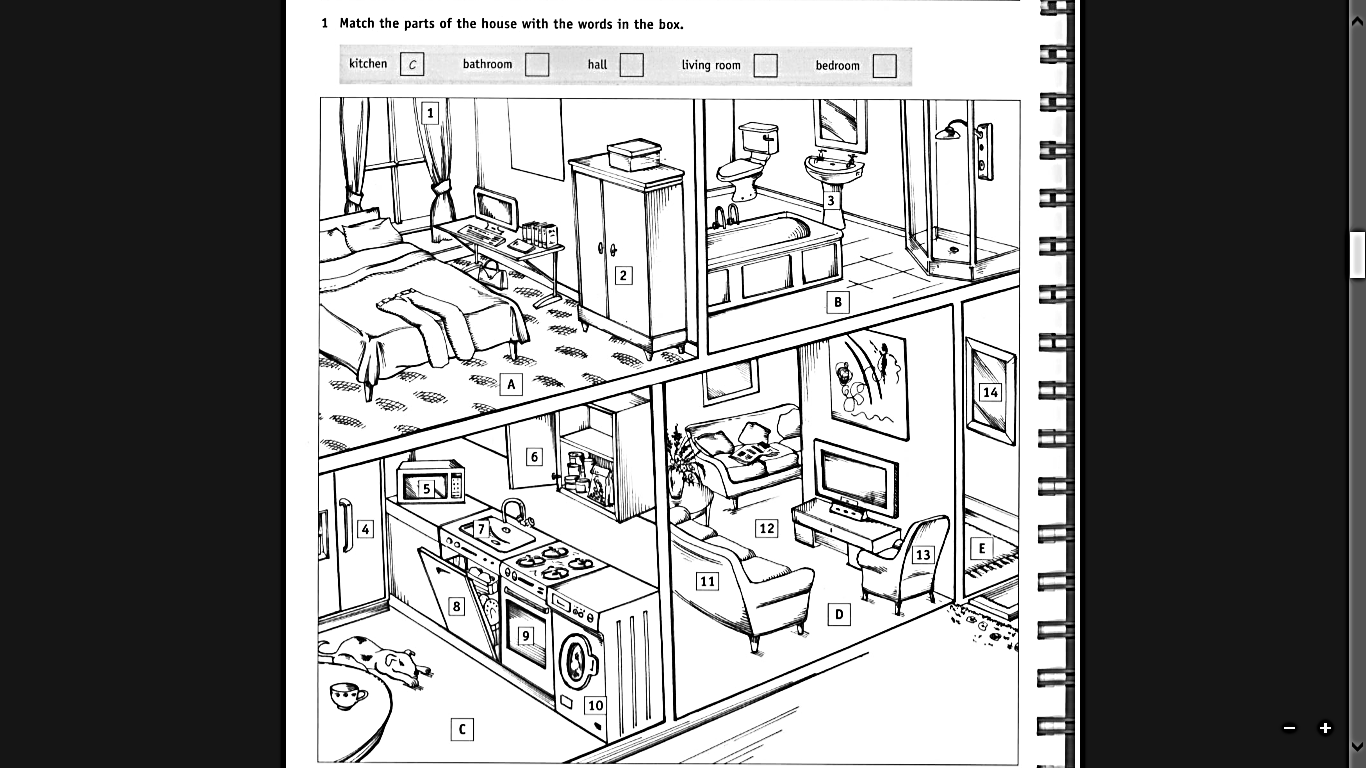 1 Match the parts of the house with the words in the box.
kitchen C bathroom hall living room bedroom
1
2
3
B
A
14
6
5
4
7
12
E
13
11
8
D
9
10
C